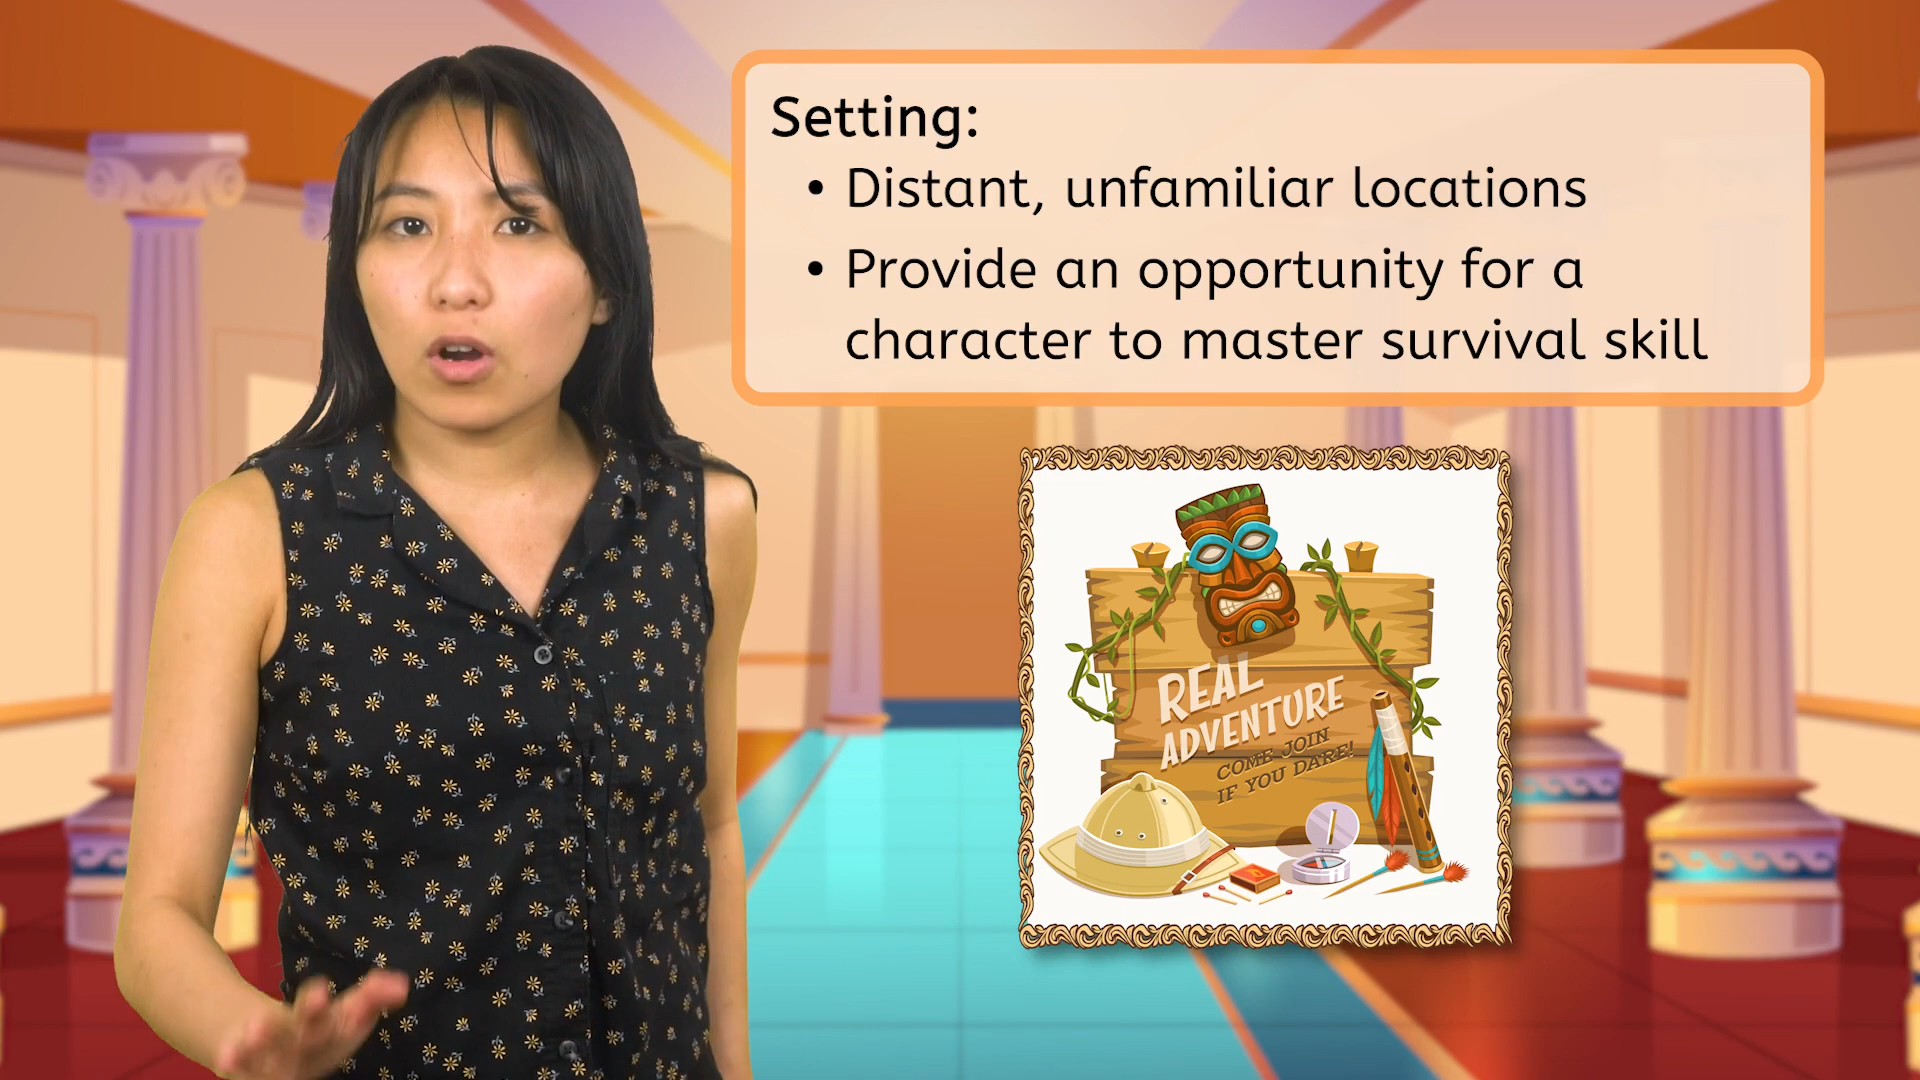 Setting:
• Distant, unfamiliar locations
• Provide an opportunity for a
character to master survival skill
REAL
ADVENTURE
COME JOIN
IF YOU DARE!